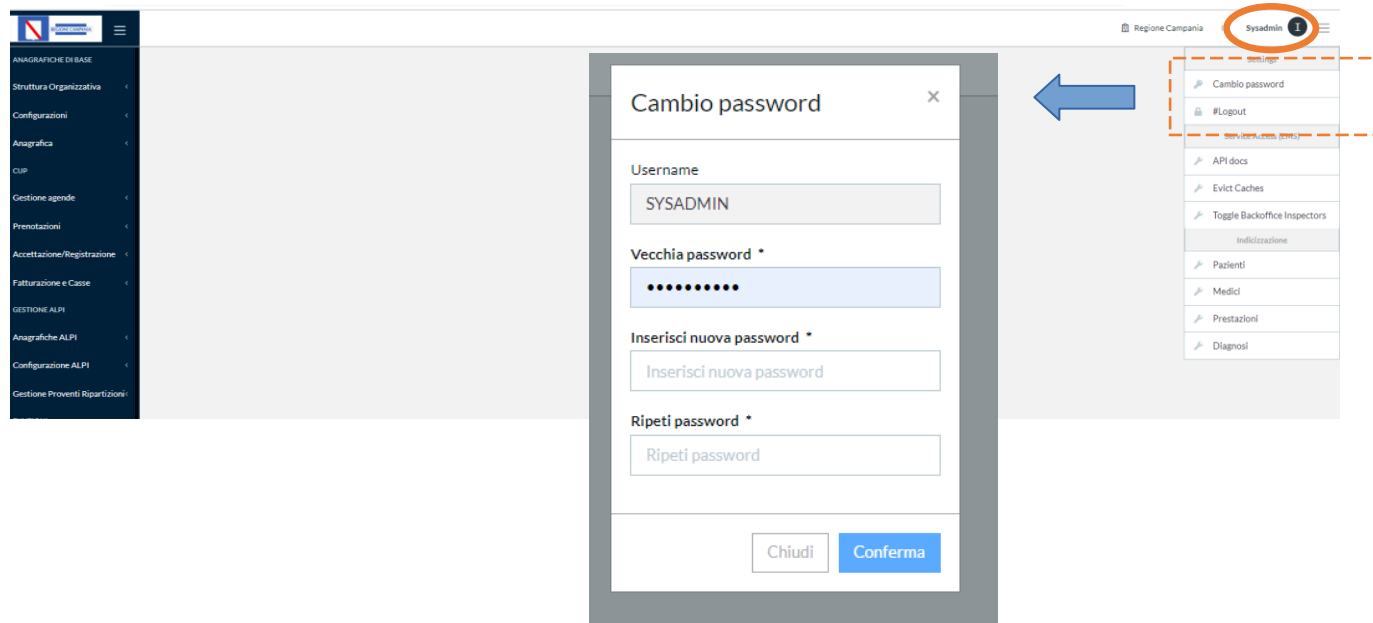 REGIONE CAMPANIA
Regione Campania
Sysadmin
I
ANAGRAFICHE DI BASE
Struttura Organizzativa
Configurazioni
Anagrafica
CUP
Gestione agende
Prenotazioni
Accettazione/Registrazione
Fatturazione e Casse
GESTIONE ALPI
Anagrafiche ALPI
Configurazione ALPI
Gestione Proventi Ripartizioni
Cambio password
×
Username
SYSADMIN
Vecchia password *
••••••••••
Inserisci nuova password *
Inserisci nuova password
Ripeti password *
Ripeti password
Chiudi
Conferma
Settings
Cambio password
#Logout
Service Access (EMS)
API docs
Evict Caches
Toggle Backoffice Inspectors
Indicizzazione
Pazienti
Medici
Prestazioni
Diagnosi